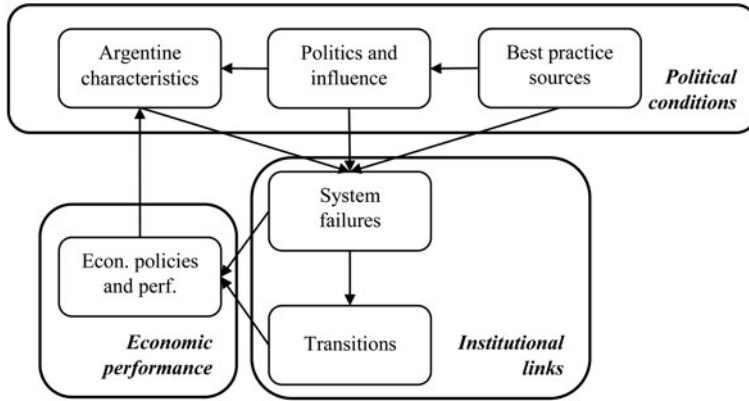 Argentine
characteristics
Politics and
influence
Best practice
sources
Political
conditions
System
failures
Econ. policies
and perf.
Economic
performance
Transitions
Institutional
links